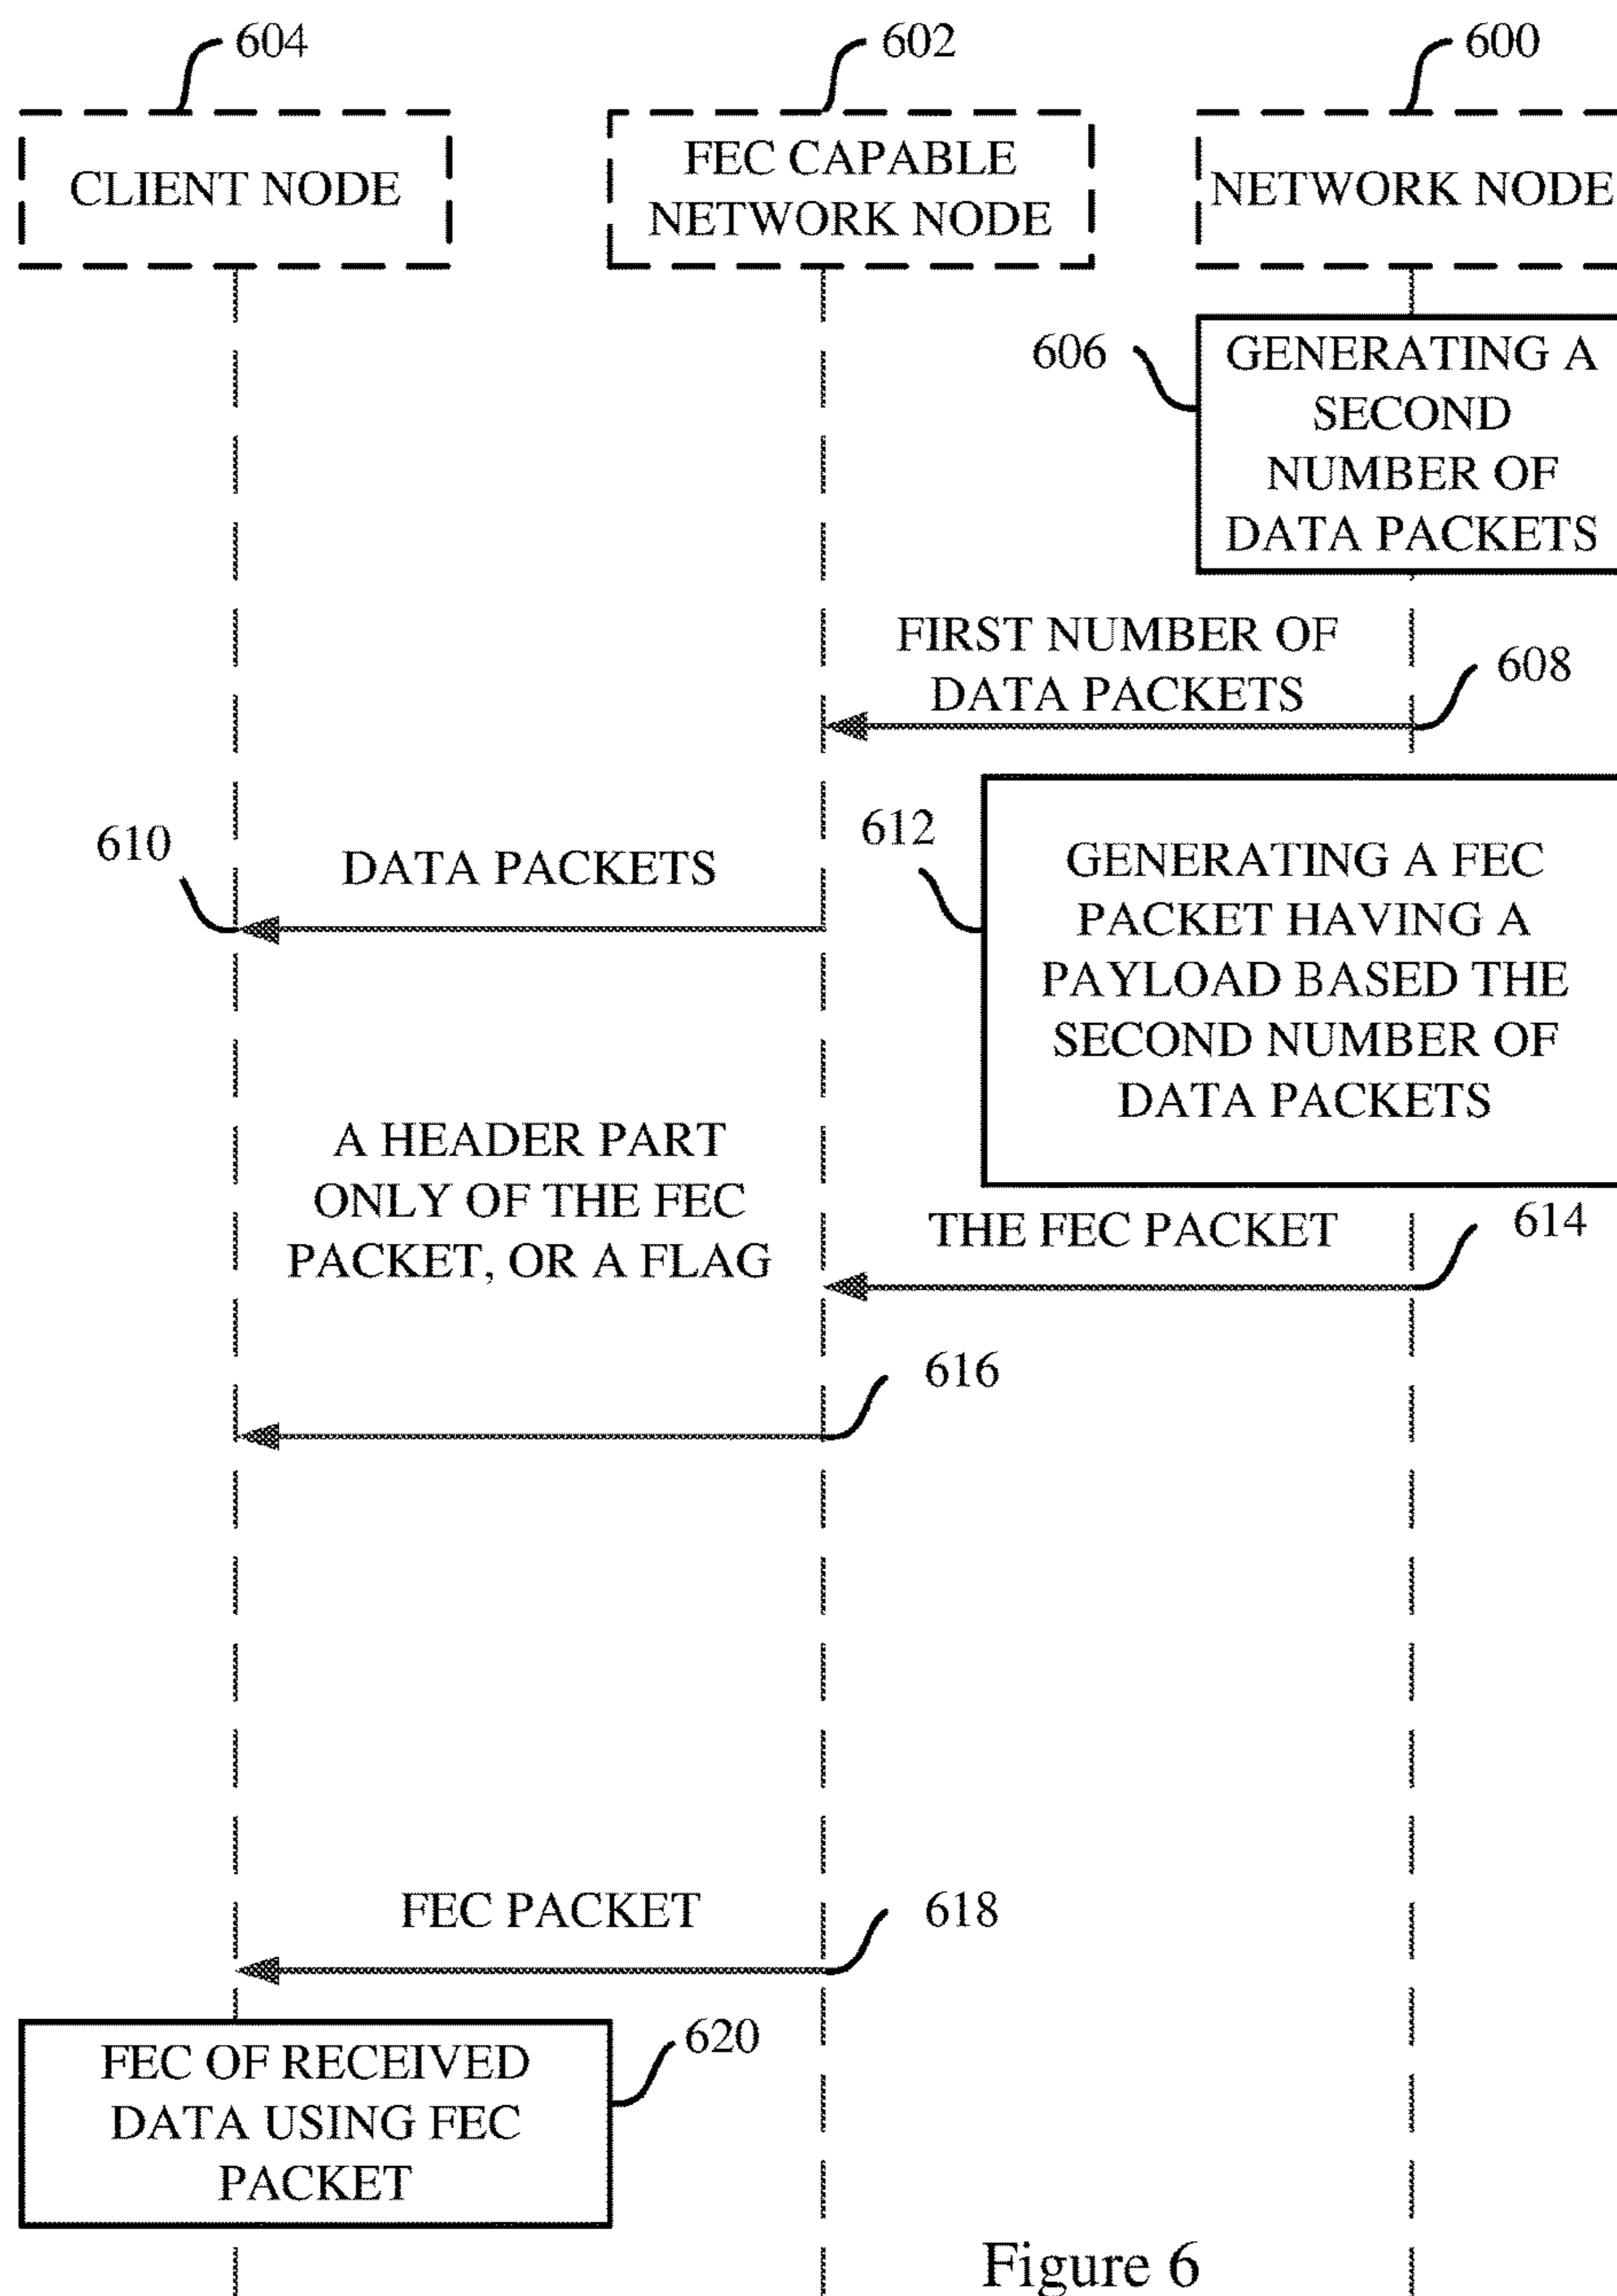 604
602
600
CLIENT NODE
FEC CAPABLE
NETWORK NODE
NETWORK NODE
606
GENERATING A
SECOND
NUMBER OF
DATA PACKETS
FIRST NUMBER OF
DATA PACKETS
608
610
DATA PACKETS
612
GENERATING A FEC
PACKET HAVING A
PAYLOAD BASED THE
SECOND NUMBER OF
DATA PACKETS
A HEADER PART
ONLY OF THE FEC
PACKET, OR A FLAG
THE FEC PACKET
614
616
FEC PACKET
618
FEC OF RECEIVED
DATA USING FEC
PACKET
620
Figure 6